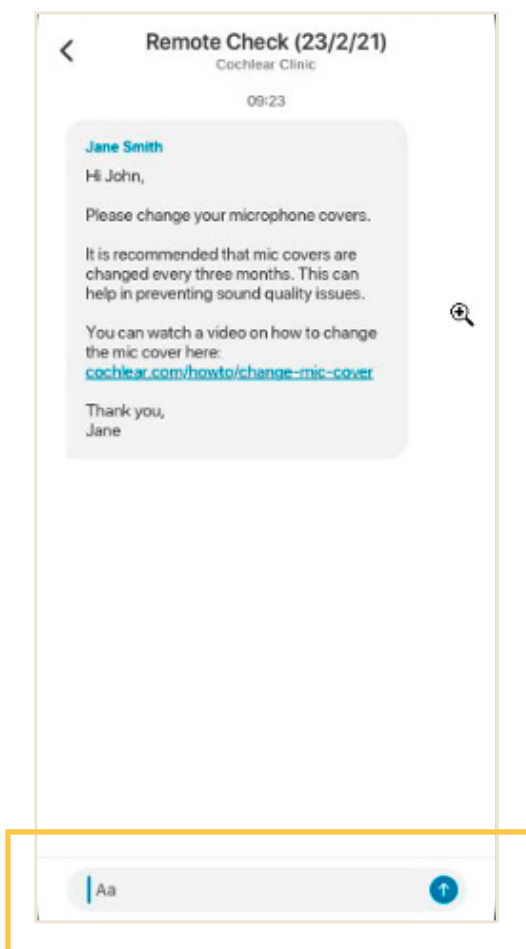 Remote Check (23/2/21)
Cochlear Clinic
09:23
Jane Smith
Hi John,
Please change your microphone covers.
It is recommended that mic covers are
changed every three months. This can
help in preventing sound quality issues.
You can watch a video on how to change
the mic cover here:
cochlear.com/howto/change-mic-cover
Thank you,
Jane
Aa